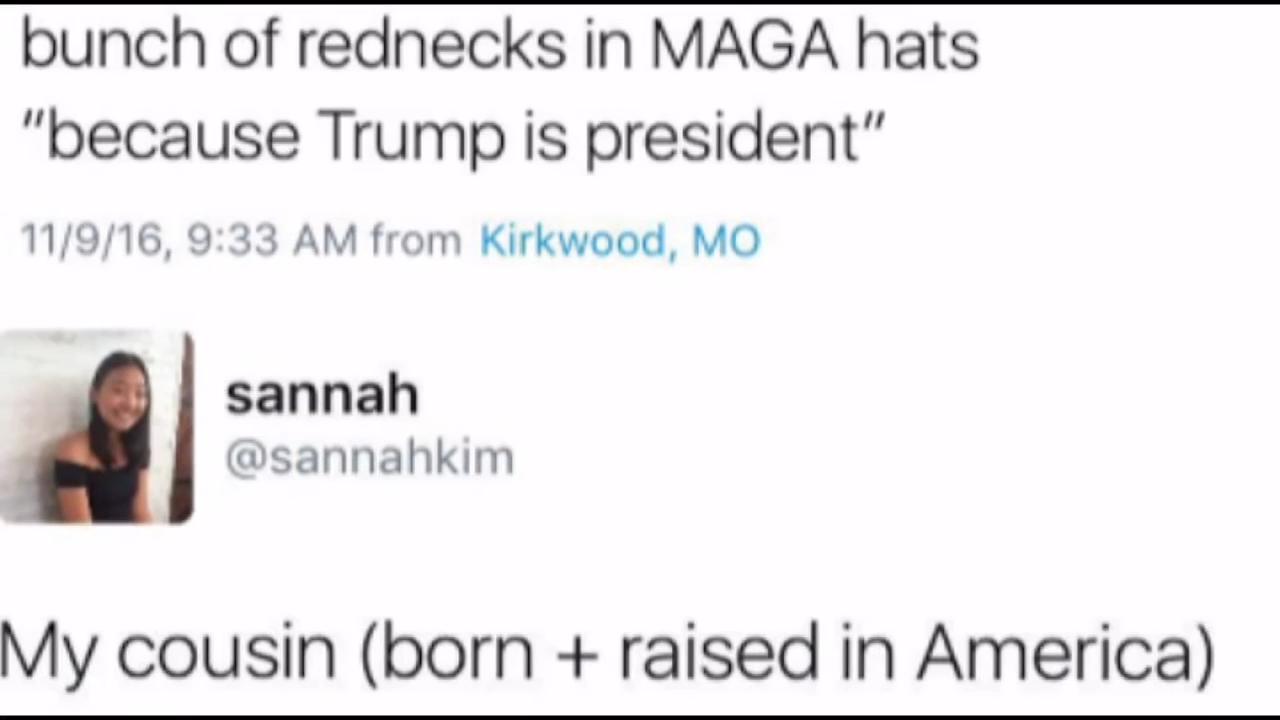 bunch of rednecks in MAGA hats
"because Trump is president"
11/9/16, 9:33 AM from Kirkwood, MO
sannah
@sannahkim
My cousin (born + raised in America)